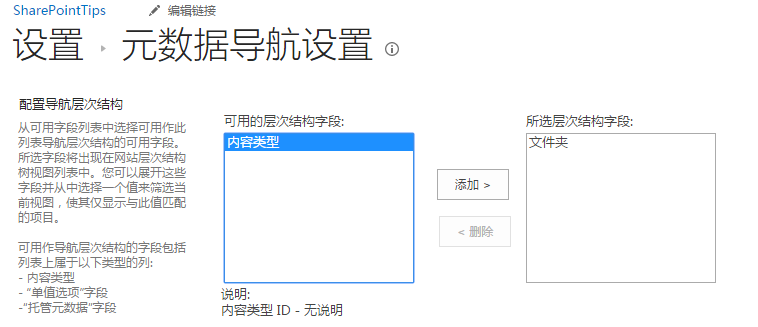 SharePointTips 编辑链接
设置 ▸ 元数据导航设置
配置导航层次结构
从可用字段列表中选择可用作此
列表导航层次结构的可用字段。
所选字段将出现在网站层次结构
树视图列表中。您可以展开这些
字段并从中选择一个值来筛选当
前视图，使其仅显示与此值匹配
的项目。
可用作导航层次结构的字段包括
列表上属于以下类型的列:
- 内容类型
- “单值选项”字段
-“托管元数据”字段
可用的层次结构字段:
内容类型
说明:
内容类型 ID - 无说明
添加 >
< 删除
所选层次结构字段:
文件夹